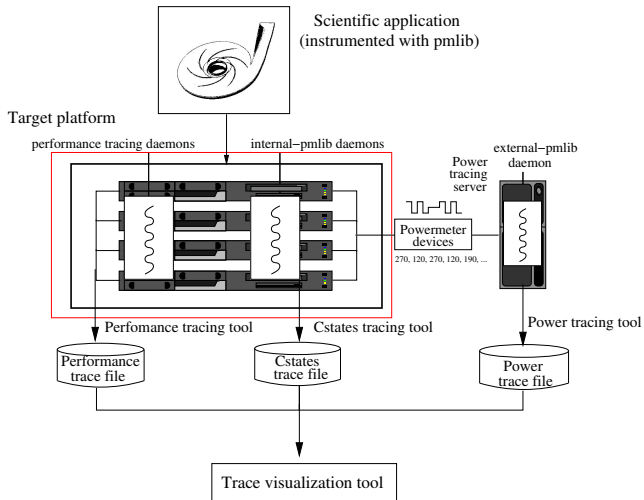 Scientific application
(instrumented with pmlib)
Target platform
performance tracing daemons
internal−pmlib daemons
Power
tracing
server
external−pmlib
daemon
Powermeter
devices
270, 120, 270, 120, 190, ...
Perfomance tracing tool
Cstates tracing tool
Power tracing tool
Performance
trace file
Cstates
trace file
Power
trace file
Trace visualization tool